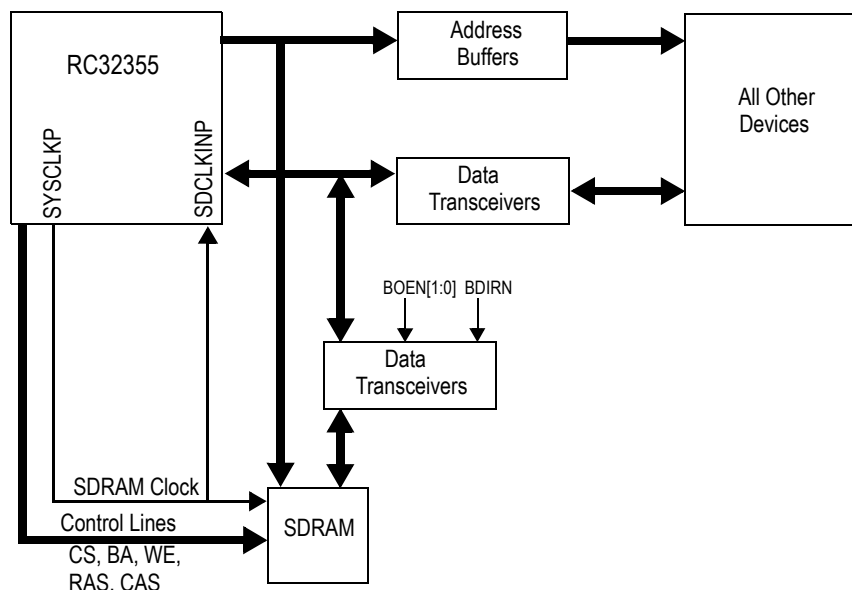 RC32355
SYSCLKP
SDCLKINP
Address
Buffers
All Other
Devices
Data
Transceivers
BOEN[1:0] BDIRN
Data
Transceivers
SDRAM Clock
Control Lines
CS, BA, WE,
RAS, CAS
SDRAM